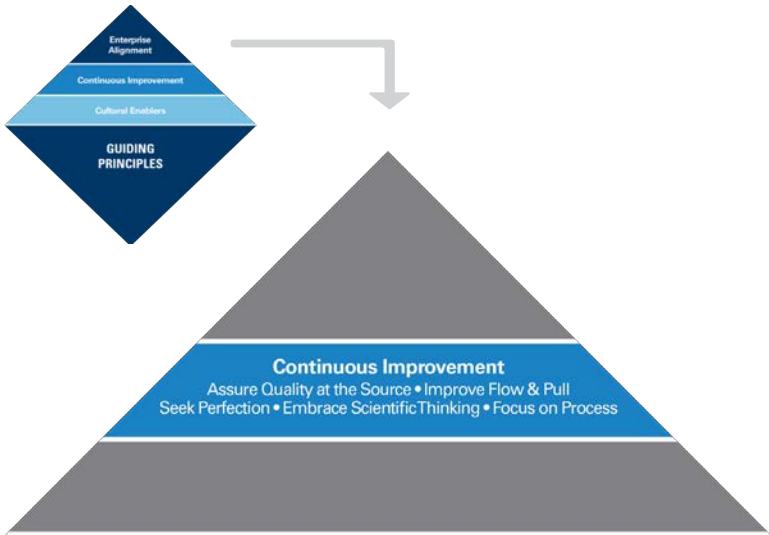 Enterprise
Alignment
Continuous Improvement
Cultural Enablers
GUIDING
PRINCIPLES
Continuous Improvement
Assure Quality at the Source • Improve Flow & Pull
Seek Perfection • Embrace Scientific Thinking • Focus on Process